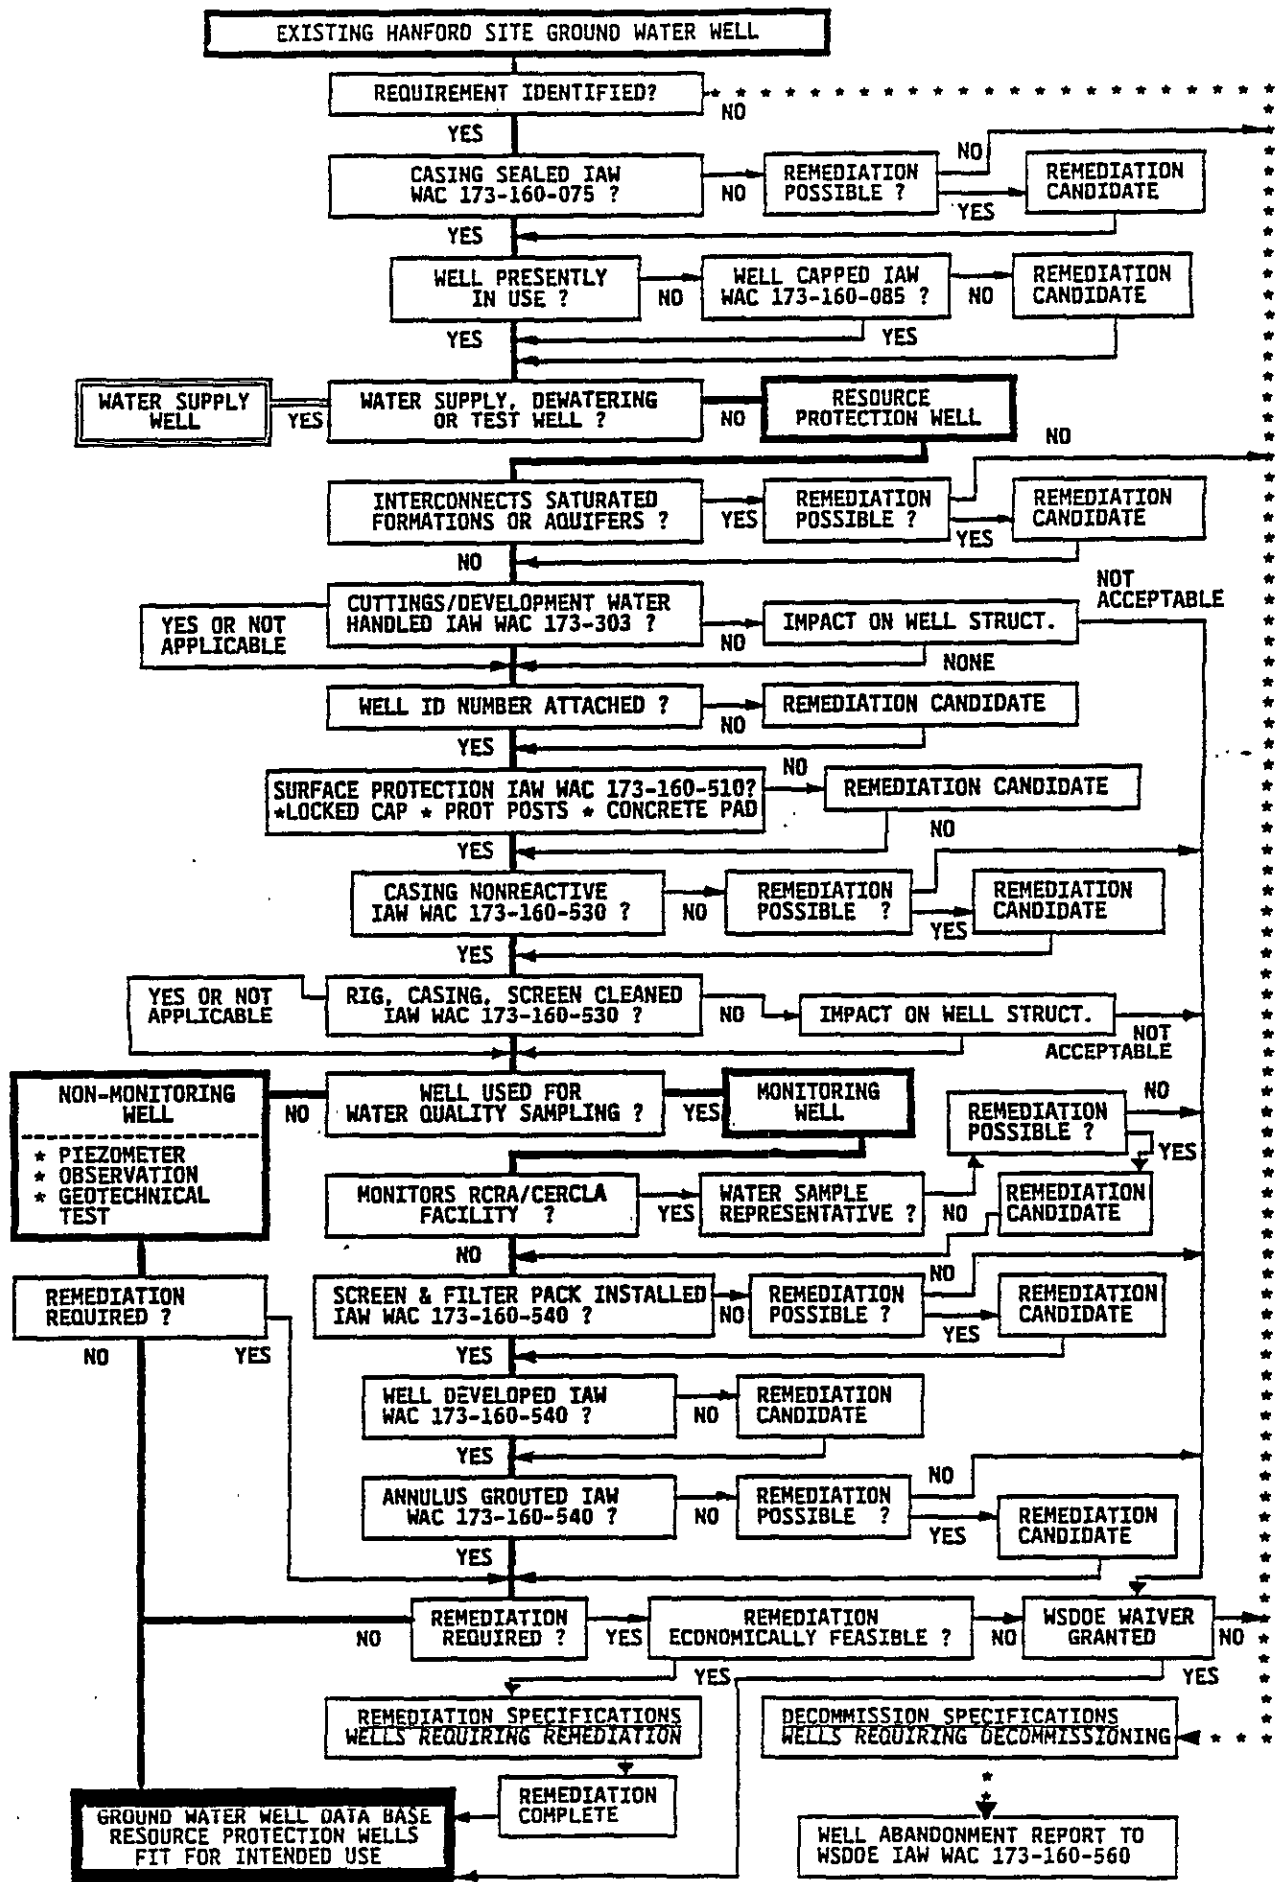 EXISTING HANFORD SITE GROUND WATER WELL
REQUIREMENT IDENTIFIED?
NO
YES
CASING SEALED IAW
WAC 173-160-075 ?
NO
REMEDIATION
POSSIBLE ?
NO
YES
REMEDIATION
CANDIDATE
YES
WELL PRESENTLY
IN USE ?
NO
WELL CAPPED IAW
WAC 173-160-085 ?
NO
REMEDIATION
CANDIDATE
YES
YES
WATER SUPPLY
WELL
YES
WATER SUPPLY, DEWATERING
OR TEST WELL ?
NO
RESOURCE
PROTECTION WELL
INTERCONNECTS SATURATED
FORMATIONS OR AQUIFERS ?
YES
REMEDIATION
POSSIBLE ?
NO
YES
REMEDIATION
CANDIDATE
NO
YES OR NOT
APPLICABLE
CUTTINGS/DEVELOPMENT WATER
HANDLED IAW WAC 173-303 ?
NO
IMPACT ON WELL STRUCT.
NOT
ACCEPTABLE
NONE
WELL ID NUMBER ATTACHED ?
NO
REMEDIATION CANDIDATE
YES
SURFACE PROTECTION IAW WAC 173-160-510?
*LOCKED CAP * PROT POSTS * CONCRETE PAD
NO
REMEDIATION CANDIDATE
YES
CASING NONREACTIVE
IAW WAC 173-160-530 ?
NO
REMEDIATION
POSSIBLE ?
NO
YES
REMEDIATION
CANDIDATE
YES
YES OR NOT
APPLICABLE
RIG, CASING, SCREEN CLEANED
IAW WAC 173-160-530 ?
NO
IMPACT ON WELL STRUCT.
NOT
ACCEPTABLE
NON-MONITORING
WELL
* PIEZOMETER
* OBSERVATION
* GEOTECHNICAL
TEST
NO
WELL USED FOR
WATER QUALITY SAMPLING ?
YES
MONITORING
WELL
MONITORS RCRA/CERCLA
FACILITY ?
YES
WATER SAMPLE
REPRESENTATIVE ?
NO
REMEDIATION
POSSIBLE ?
NO
YES
REMEDIATION
CANDIDATE
NO
REMEDIATION
REQUIRED ?
NO
YES
SCREEN & FILTER PACK INSTALLED
IAW WAC 173-160-540 ?
NO
REMEDIATION
POSSIBLE ?
NO
YES
REMEDIATION
CANDIDATE
YES
WELL DEVELOPED IAW
WAC 173-160-540 ?
NO
REMEDIATION
CANDIDATE
YES
ANNULUS GROUTED IAW
WAC 173-160-540 ?
NO
REMEDIATION
POSSIBLE ?
NO
YES
REMEDIATION
CANDIDATE
YES
NO
REMEDIATION
REQUIRED ?
YES
REMEDIATION
ECONOMICALLY FEASIBLE ?
NO
WSDOE WAIVER
GRANTED
NO
YES
YES
REMEDIATION SPECIFICATIONS
WELLS REQUIRING REMEDIATION
DECOMMISSION SPECIFICATIONS
WELLS REQUIRING DECOMMISSIONING
REMEDIATION
COMPLETE
GROUND WATER WELL DATA BASE
RESOURCE PROTECTION WELLS
FIT FOR INTENDED USE
WELL ABANDONMENT REPORT TO
WSDOE IAW WAC 173-160-560